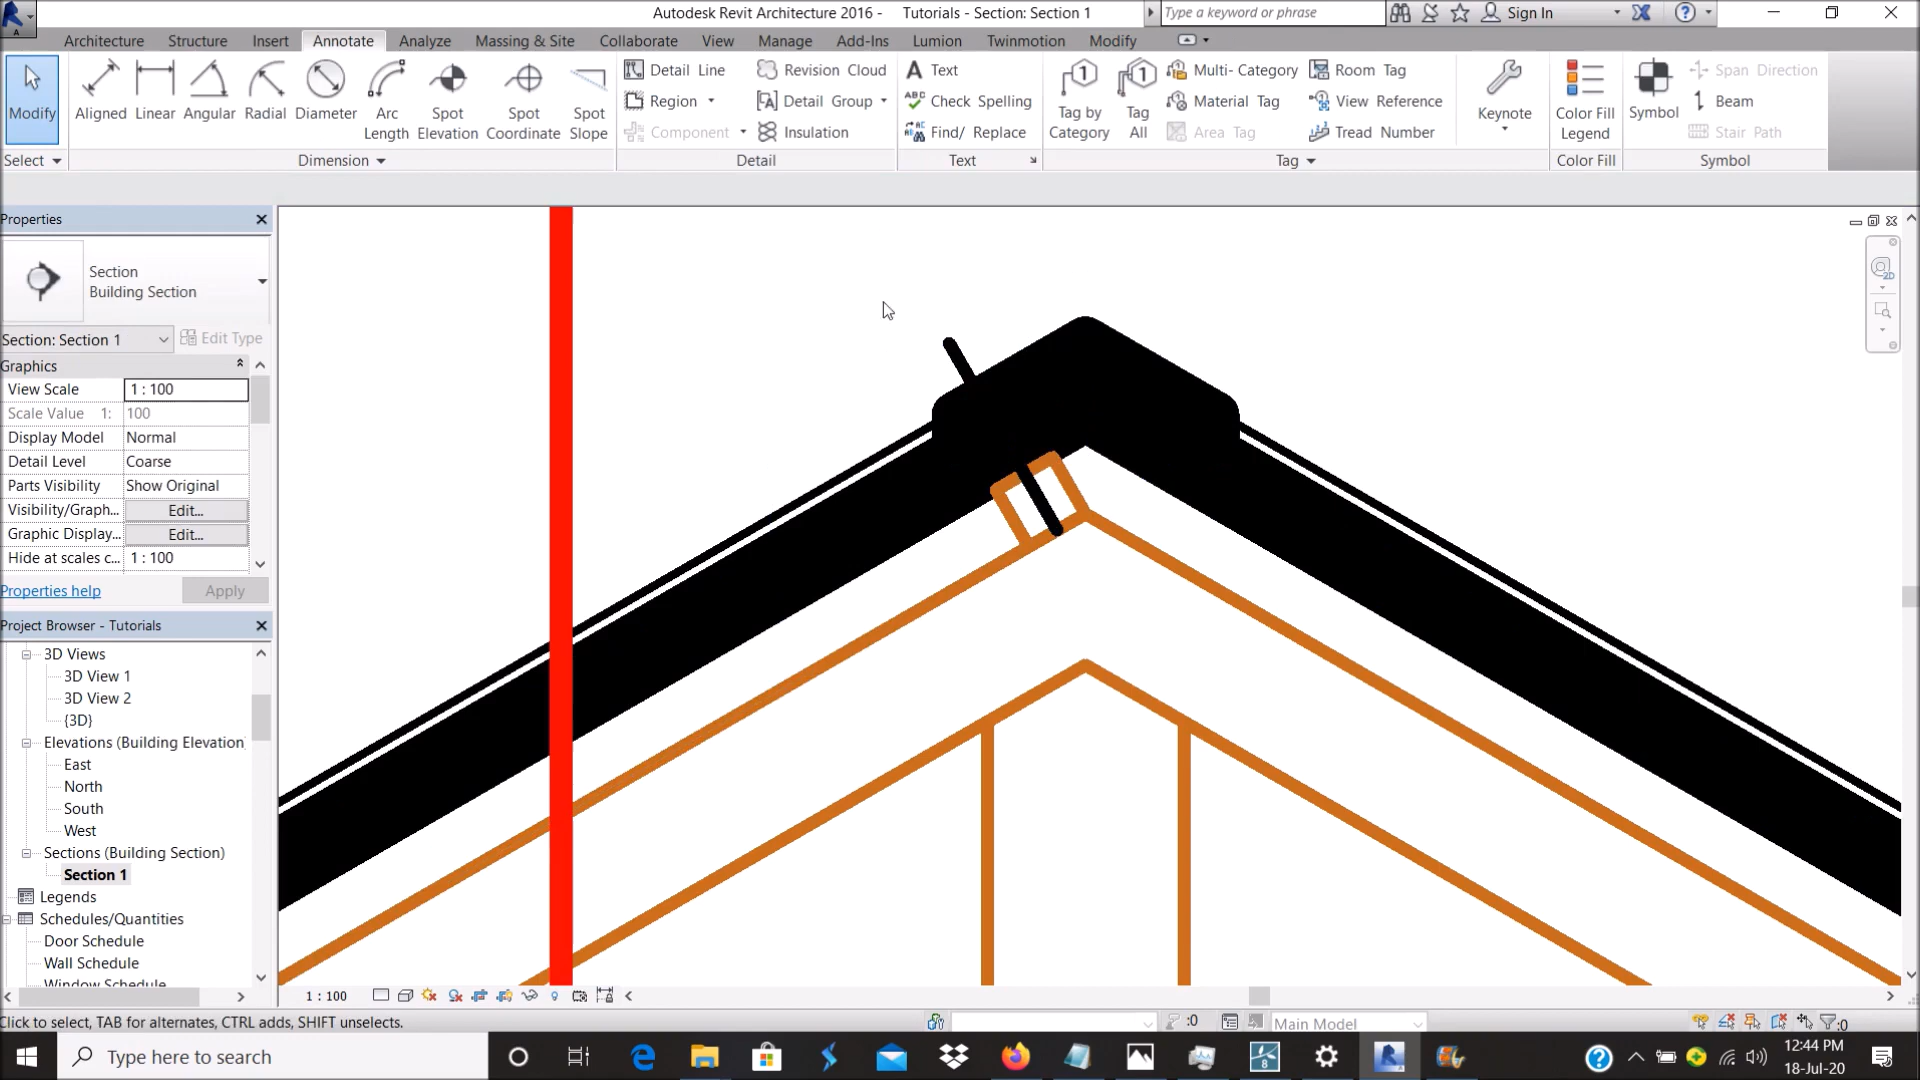 Autodesk Revit Architecture 2016 - Tutorials - Section: Section 1
Type a keyword or phrase
Sign In
Architecture Structure Insert Annotate Analyze Massing & Site Collaborate View Manage Add-Ins Lumion Twinmotion Modify
Modify
Aligned Linear Angular Radial Diameter Arc Length Spot Elevation Spot Coordinate Spot Slope
Detail Line
Region
Component
Revision Cloud
Detail Group
Insulation
Text
Check Spelling
Find/ Replace
Tag by Category
Tag All
Multi- Category
Material Tag
Area Tag
Room Tag
View Reference
Tread Number
Keynote
Color Fill Legend
Symbol
Span Direction
Beam
Stair Path
Select Dimension Detail Text Tag Color Fill Symbol
Properties
Section
Building Section
Section: Section 1 Edit Type
Graphics
View Scale 1 : 100
Scale Value 1: 100
Display Model Normal
Detail Level Coarse
Parts Visibility Show Original
Visibility/Graph... Edit...
Graphic Display... Edit...
Hide at scales c... 1 : 100
Properties help Apply
Project Browser - Tutorials
3D Views
3D View 1
3D View 2
{3D}
Elevations (Building Elevation
East
North
South
West
Sections (Building Section)
Section 1
Legends
Schedules/Quantities
Door Schedule
Wall Schedule
Window Schedule
2D
1 : 100
Click to select, TAB for alternates, CTRL adds, SHIFT unselects.
:0
Main Model
:0
Type here to search
12:44 PM
18-Jul-20